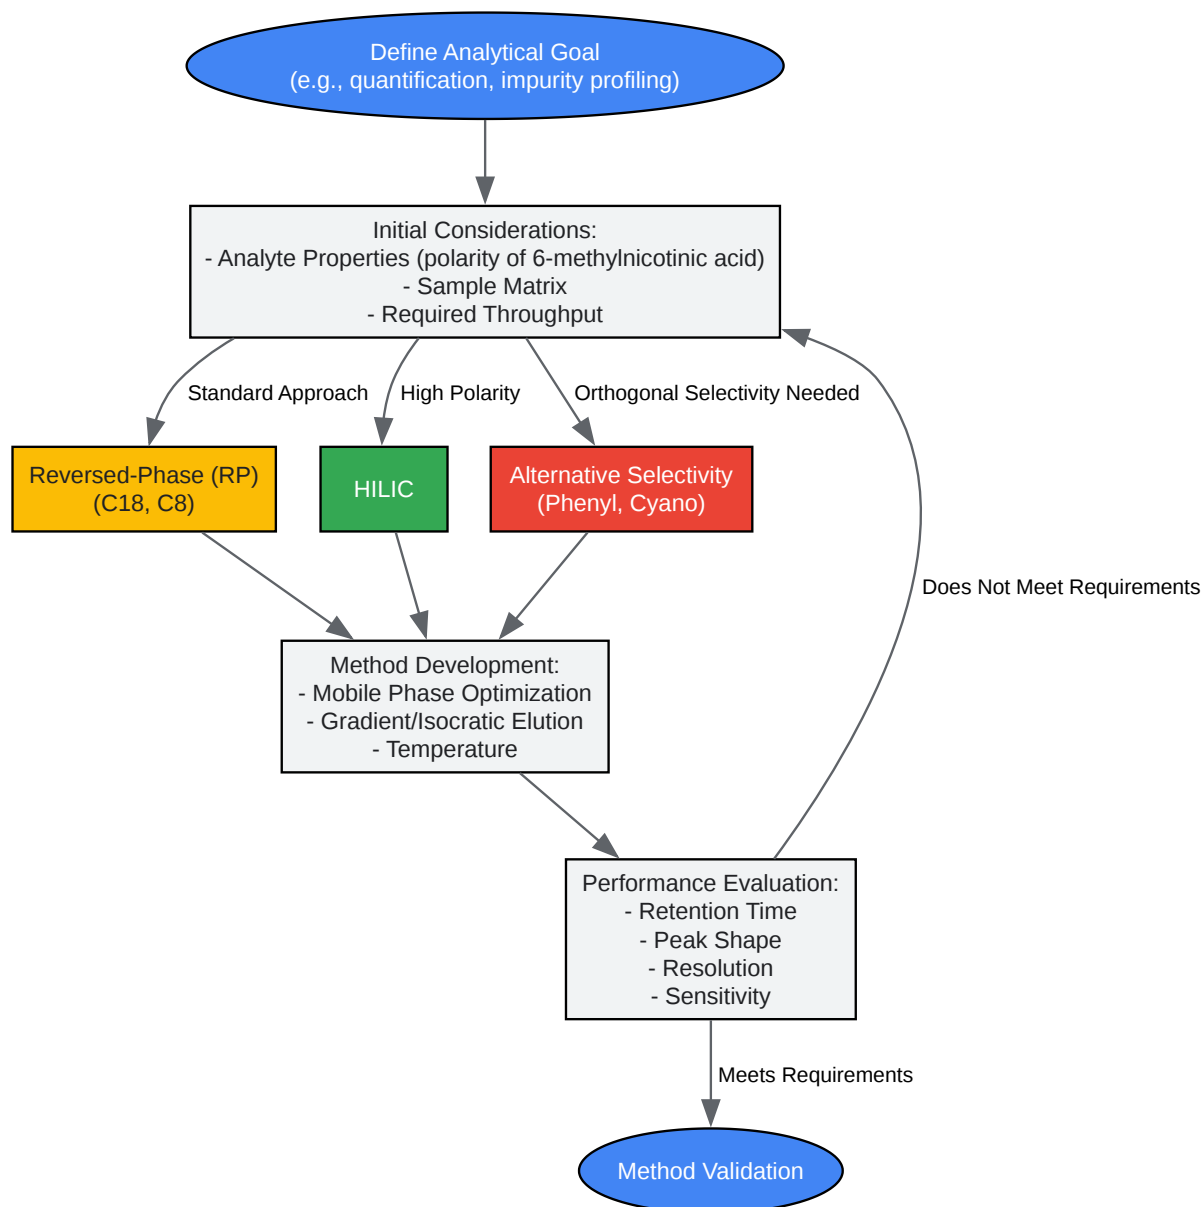 Define Analytical Goal
(e.g., quantification, impurity profiling)
Initial Considerations:
- Analyte Properties (polarity of 6-methylnicotinic acid)
- Sample Matrix
- Required Throughput
Standard Approach
High Polarity
Orthogonal Selectivity Needed
Reversed-Phase (RP)
(C18, C8)
HILIC
Alternative Selectivity
(Phenyl, Cyano)
Does Not Meet Requirements
Method Development:
- Mobile Phase Optimization
- Gradient/Isocratic Elution
- Temperature
Performance Evaluation:
- Retention Time
- Peak Shape
- Resolution
- Sensitivity
Meets Requirements
Method Validation